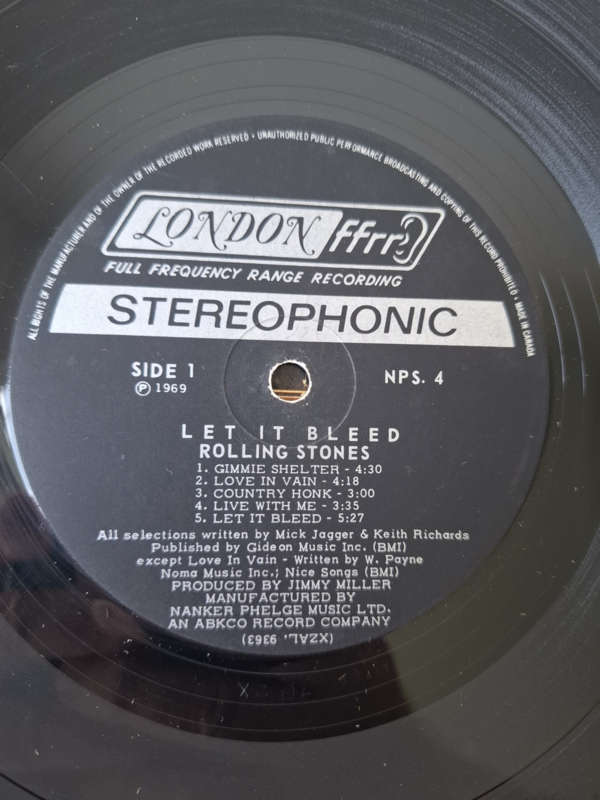 ALL RIGHTS OF THE MANUFACTURER AND OF THE OWNER OF THE RECORDED WORK RESERVED • UNAUTHORIZED PUBLIC PERFORMANCE BROADCASTING AND COPYING OF THIS RECORD PROHIBITED • MADE IN CANADA
LONDON ffrr
FULL FREQUENCY RANGE RECORDING
STEREOPHONIC
SIDE 1 NPS. 4
℗ 1969
LET IT BLEED
ROLLING STONES
1. GIMMIE SHELTER - 4:30
2. LOVE IN VAIN - 4:18
3. COUNTRY HONK - 3:00
4. LIVE WITH ME - 3:35
5. LET IT BLEED - 5:27
All selections written by Mick Jagger & Keith Richards
Published by Gideon Music Inc. (BMI)
except Love In Vain - Written by W. Payne
Noma Music Inc.; Nice Songs (BMI)
PRODUCED BY JIMMY MILLER
MANUFACTURED BY
NANKER PHELGE MUSIC LTD.
AN ABKCO RECORD COMPANY
(XZAL. 9363)